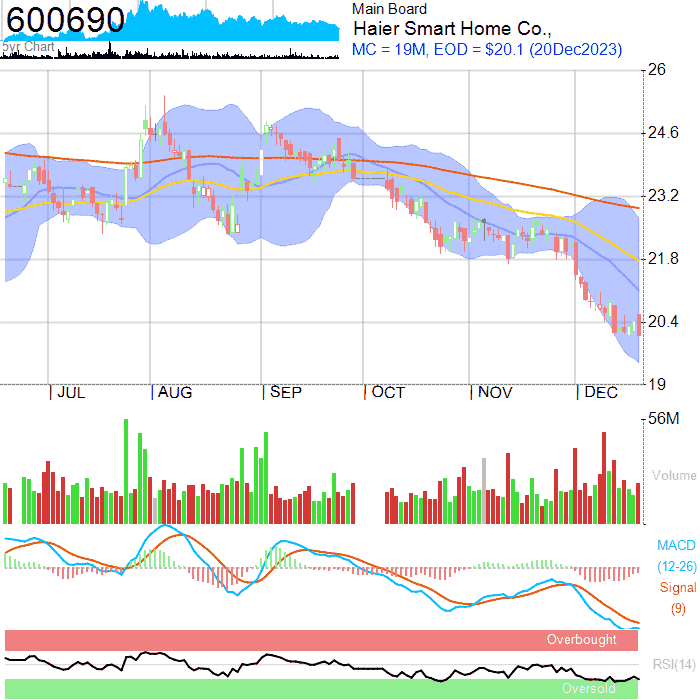 600690
5yr Chart
Main Board
Haier Smart Home Co.,
MC = 19M, EOD = $20.1 (20Dec2023)
26
24.6
23.2
21.8
20.4
19
JUL
AUG
SEP
OCT
NOV
DEC
56M
Volume
MACD
(12-26)
Signal
(9)
Overbought
RSI(14)
Oversold